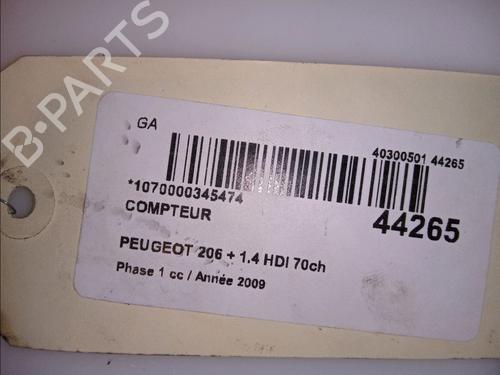 B-PARTS
GA
40300501 44265
*1070000345474
COMPTEUR
44265
PEUGEOT 206 + 1.4 HDI 70ch
Phase 1 cc / Année 2009